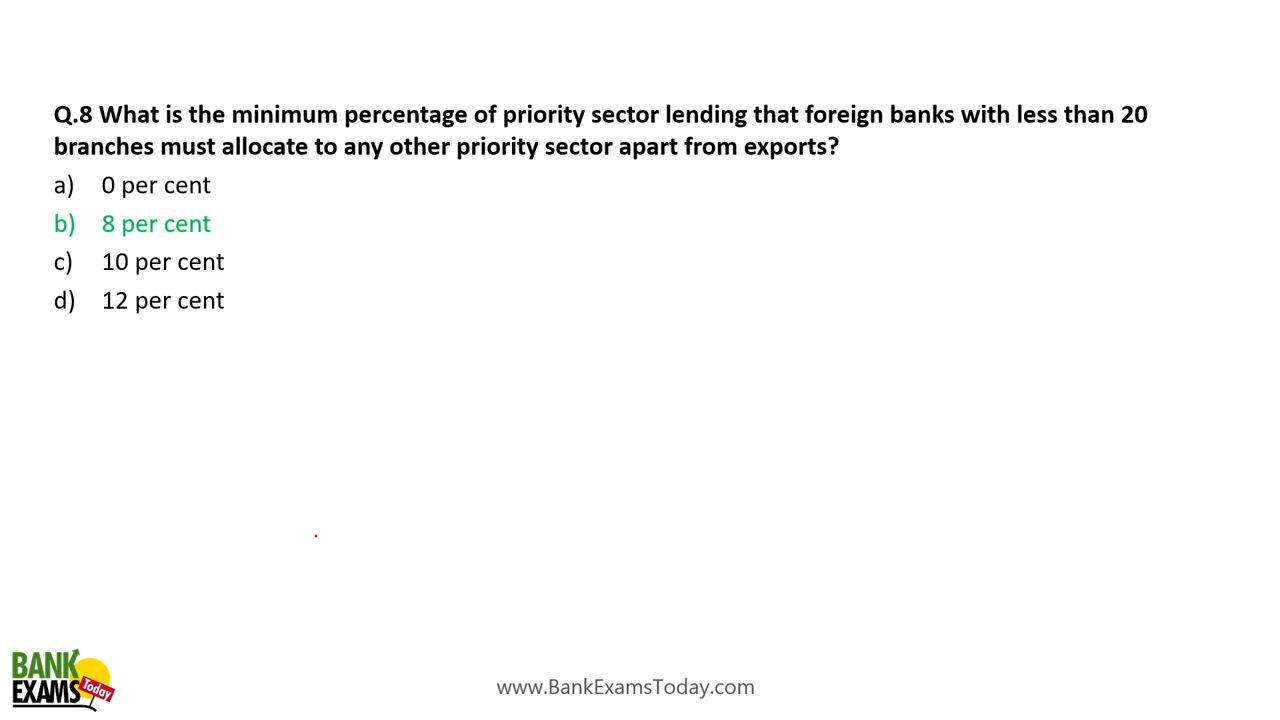 Q.8 What is the minimum percentage of priority sector lending that foreign banks with less than 20
branches must allocate to any other priority sector apart from exports?
a) 0 per cent
b) 8 per cent
c) 10 per cent
d) 12 per cent
BANK
EXAMS
Today
www.BankExamsToday.com